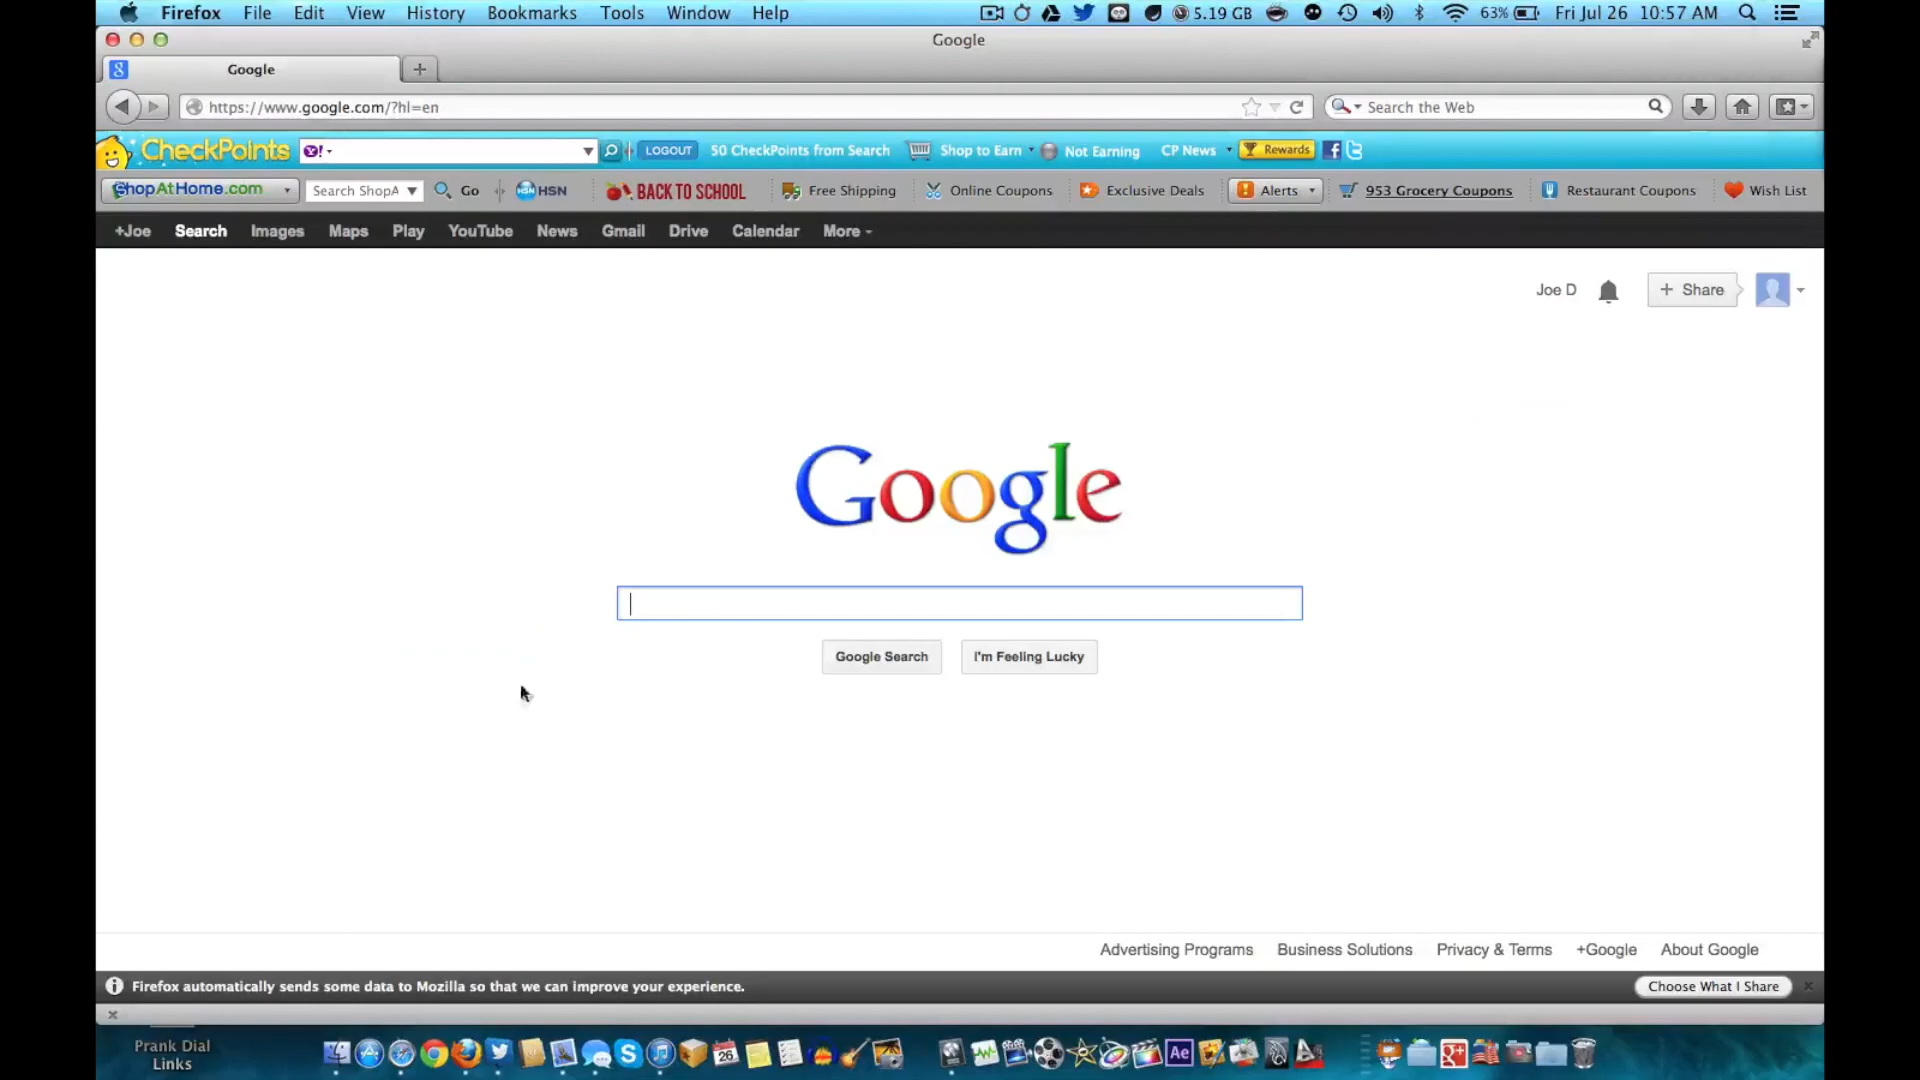 Firefox File Edit View History Bookmarks Tools Window Help 5.19 GB 63% Fri Jul 26 10:57 AM
Google
8 Google +
https://www.google.com/?hl=en Search the Web
CheckPoints Y! LOGOUT 50 CheckPoints from Search Shop to Earn Not Earning CP News Rewards
ShopAtHome.com Search ShopA Go HSN HSN BACK TO SCHOOL Free Shipping Online Coupons Exclusive Deals Alerts 953 Grocery Coupons Restaurant Coupons Wish List
+Joe Search Images Maps Play YouTube News Gmail Drive Calendar More
Joe D + Share
Google
Google Search I'm Feeling Lucky
Advertising Programs Business Solutions Privacy & Terms +Google About Google
Firefox automatically sends some data to Mozilla so that we can improve your experience. Choose What I Share
Prank Dial
Links
26
Ae
g+